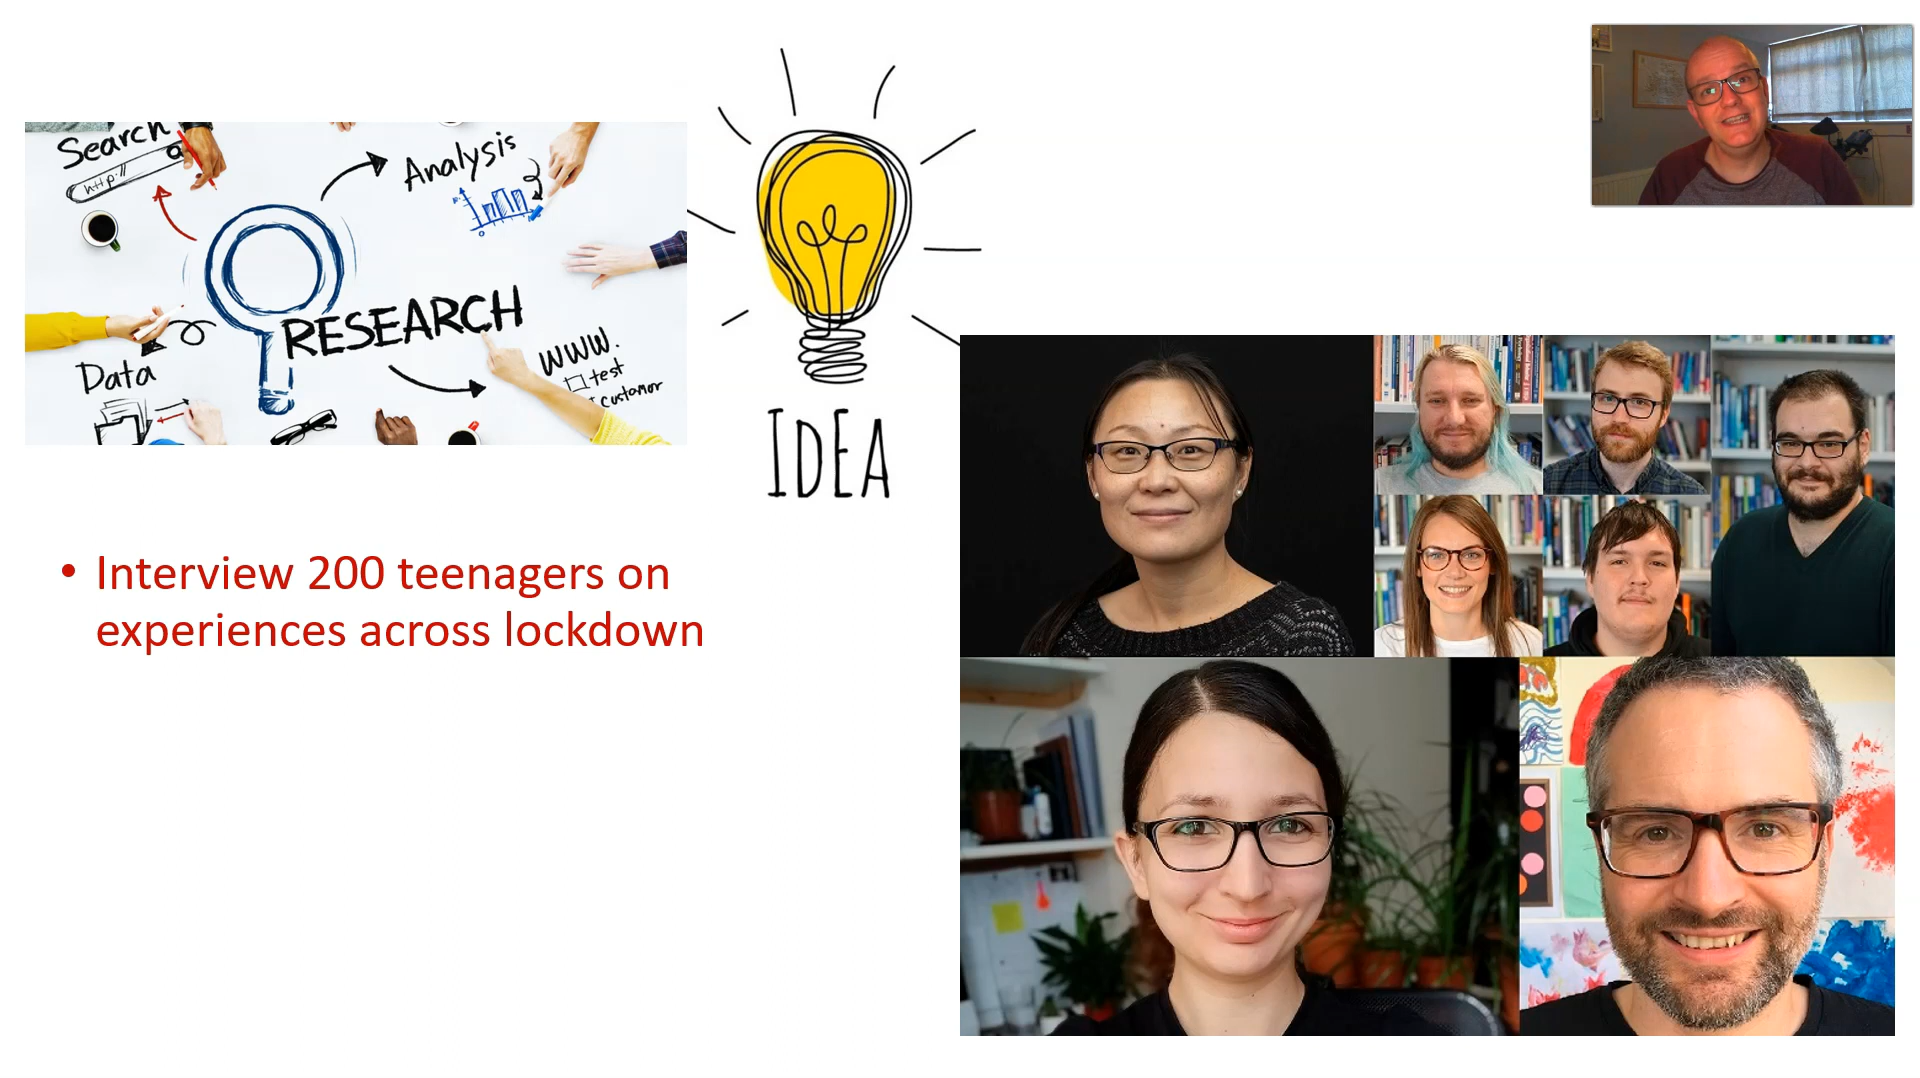 Search
http://
Analysis
RESEARCH
Data
www.
test
customer
IDEA
• Interview 200 teenagers on
experiences across lockdown